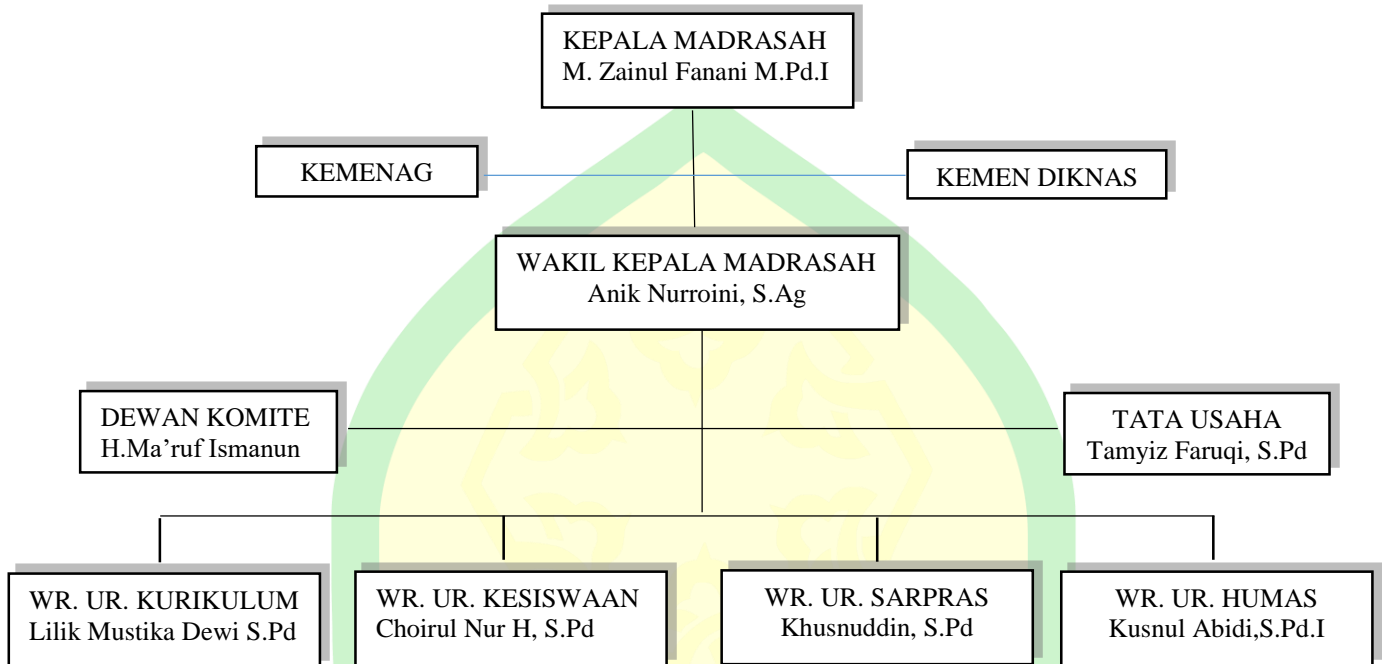 KEPALA MADRASAH
M. Zainul Fanani M.Pd.I
KEMENAG
KEMEN DIKNAS
WAKIL KEPALA MADRASAH
Anik Nurroini, S.Ag
DEWAN KOMITE
H.Ma’ruf Ismanun
TATA USAHA
Tamyiz Faruqi, S.Pd
WR. UR. KURIKULUM
Lilik Mustika Dewi S.Pd
WR. UR. KESISWAAN
Choirul Nur H, S.Pd
WR. UR. SARPRAS
Khusnuddin, S.Pd
WR. UR. HUMAS
Kusnul Abidi,S.Pd.I